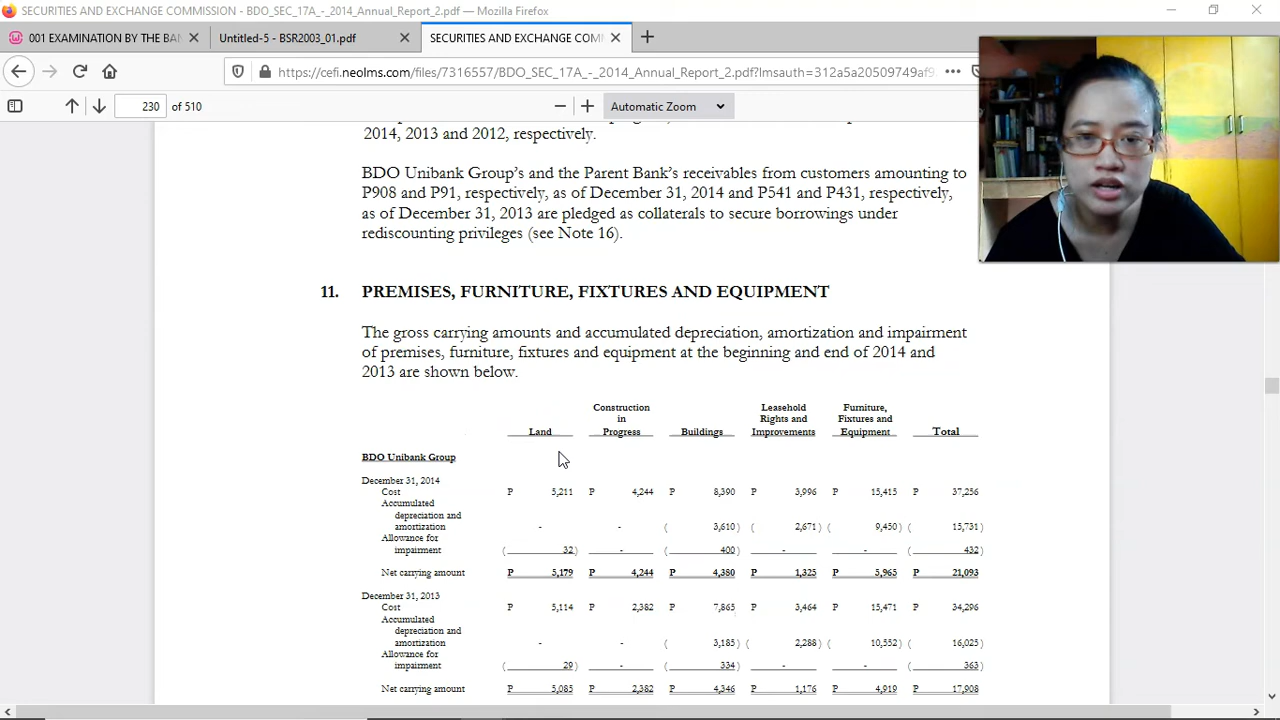 SECURITIES AND EXCHANGE COMMISSION - BDO_SEC_17A_-_2014_Annual_Report_2.pdf — Mozilla Firefox
001 EXAMINATION BY THE BA
Untitled-5 - BSR2003_01.pdf
SECURITIES AND EXCHANGE COMM
https://cefi.neolms.com/files/7316557/BDO_SEC_17A_-_2014_Annual_Report_2.pdf?lmsauth=312a5a20509749af9
230 of 510
Automatic Zoom
2014, 2013 and 2012, respectively.
BDO Unibank Group's and the Parent Bank's receivables from customers amounting to
P908 and P91, respectively, as of December 31, 2014 and P541 and P431, respectively,
as of December 31, 2013 are pledged as collaterals to secure borrowings under
rediscounting privileges (see Note 16).
11. PREMISES, FURNITURE, FIXTURES AND EQUIPMENT
The gross carrying amounts and accumulated depreciation, amortization and impairment
of premises, furniture, fixtures and equipment at the beginning and end of 2014 and
2013 are shown below.
Construction Leasehold Furniture,
in Rights and Fixtures and
Land Progress Buildings Improvements Equipment Total
BDO Unibank Group
December 31, 2014
Cost P 5,211 P 4,244 P 8,390 P 3,996 P 15,415 P 37,256
Accumulated
depreciation and
amortization - - ( 3,610) ( 2,671) ( 9,450) ( 15,731)
Allowance for
impairment ( 32) - ( 400) - - ( 432)
Net carrying amount P 5,179 P 4,244 P 4,380 P 1,325 P 5,965 P 21,093
December 31, 2013
Cost P 5,114 P 2,382 P 7,865 P 3,464 P 15,471 P 34,296
Accumulated
depreciation and
amortization - - ( 3,185) ( 2,288) ( 10,552) ( 16,025)
Allowance for
impairment ( 29) - ( 334) - - ( 363)
Net carrying amount P 5,085 P 2,382 P 4,346 P 1,176 P 4,919 P 17,908